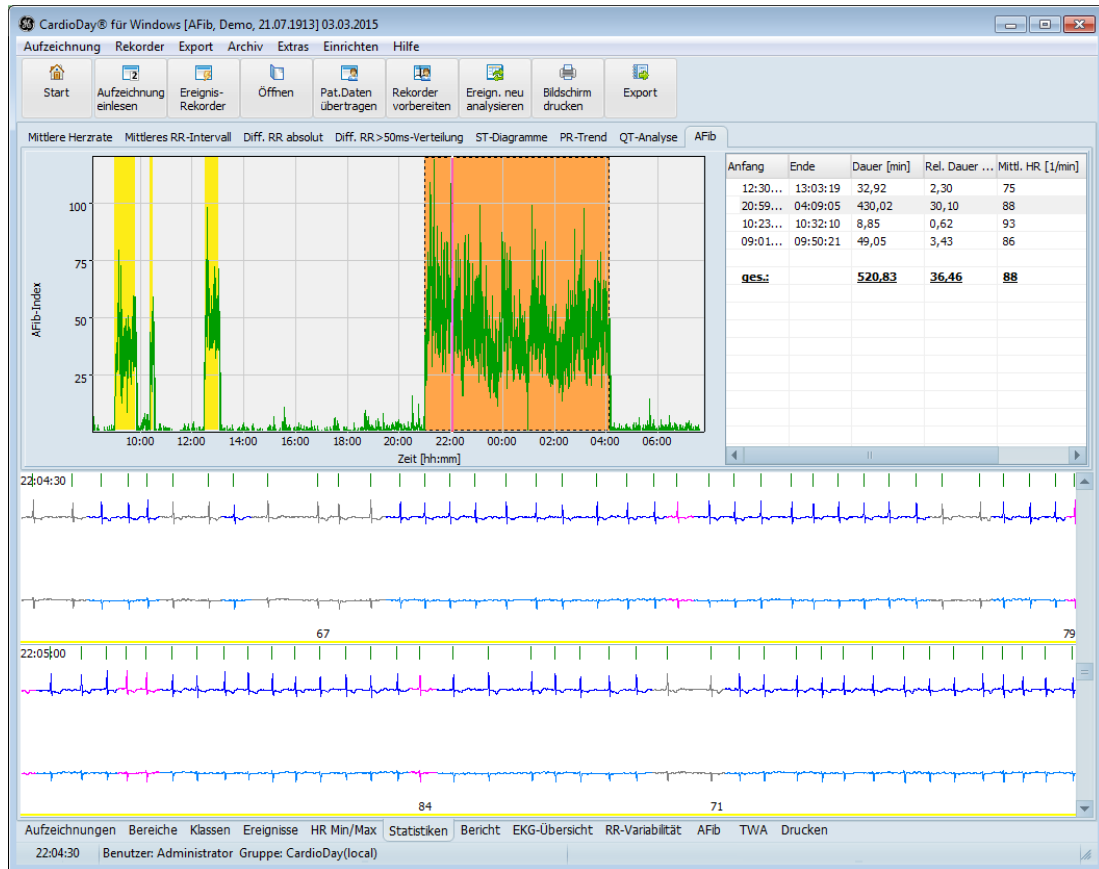 CardioDay® für Windows [AFib, Demo, 21.07.1913] 03.03.2015
Aufzeichnung Rekorder Export Archiv Extras Einrichten Hilfe
Start
Aufzeichnung einlesen
Ereignis-Rekorder
Öffnen
Pat.Daten übertragen
Rekorder vorbereiten
Ereign. neu analysieren
Bildschirm drucken
Export
Mittlere Herzrate Mittleres RR-Intervall Diff. RR absolut Diff. RR>50ms-Verteilung ST-Diagramme PR-Trend QT-Analyse AFib
AFib-Index
100
75
50
25
10:00 12:00 14:00 16:00 18:00 20:00 22:00 00:00 02:00 04:00 06:00
Zeit [hh:mm]
Anfang Ende Dauer [min] Rel. Dauer ... Mittl. HR [1/min]
12:30... 13:03:19 32,92 2,30 75
20:59... 04:09:05 430,02 30,10 88
10:23... 10:32:10 8,85 0,62 93
09:01... 09:50:21 49,05 3,43 86
ges.: 520,83 36,46 88
22:04:30
67 79
22:05:00
84 71
Aufzeichnungen Bereiche Klassen Ereignisse HR Min/Max Statistiken Bericht EKG-Übersicht RR-Variabilität AFib TWA Drucken
22:04:30 Benutzer: Administrator Gruppe: CardioDay(local)